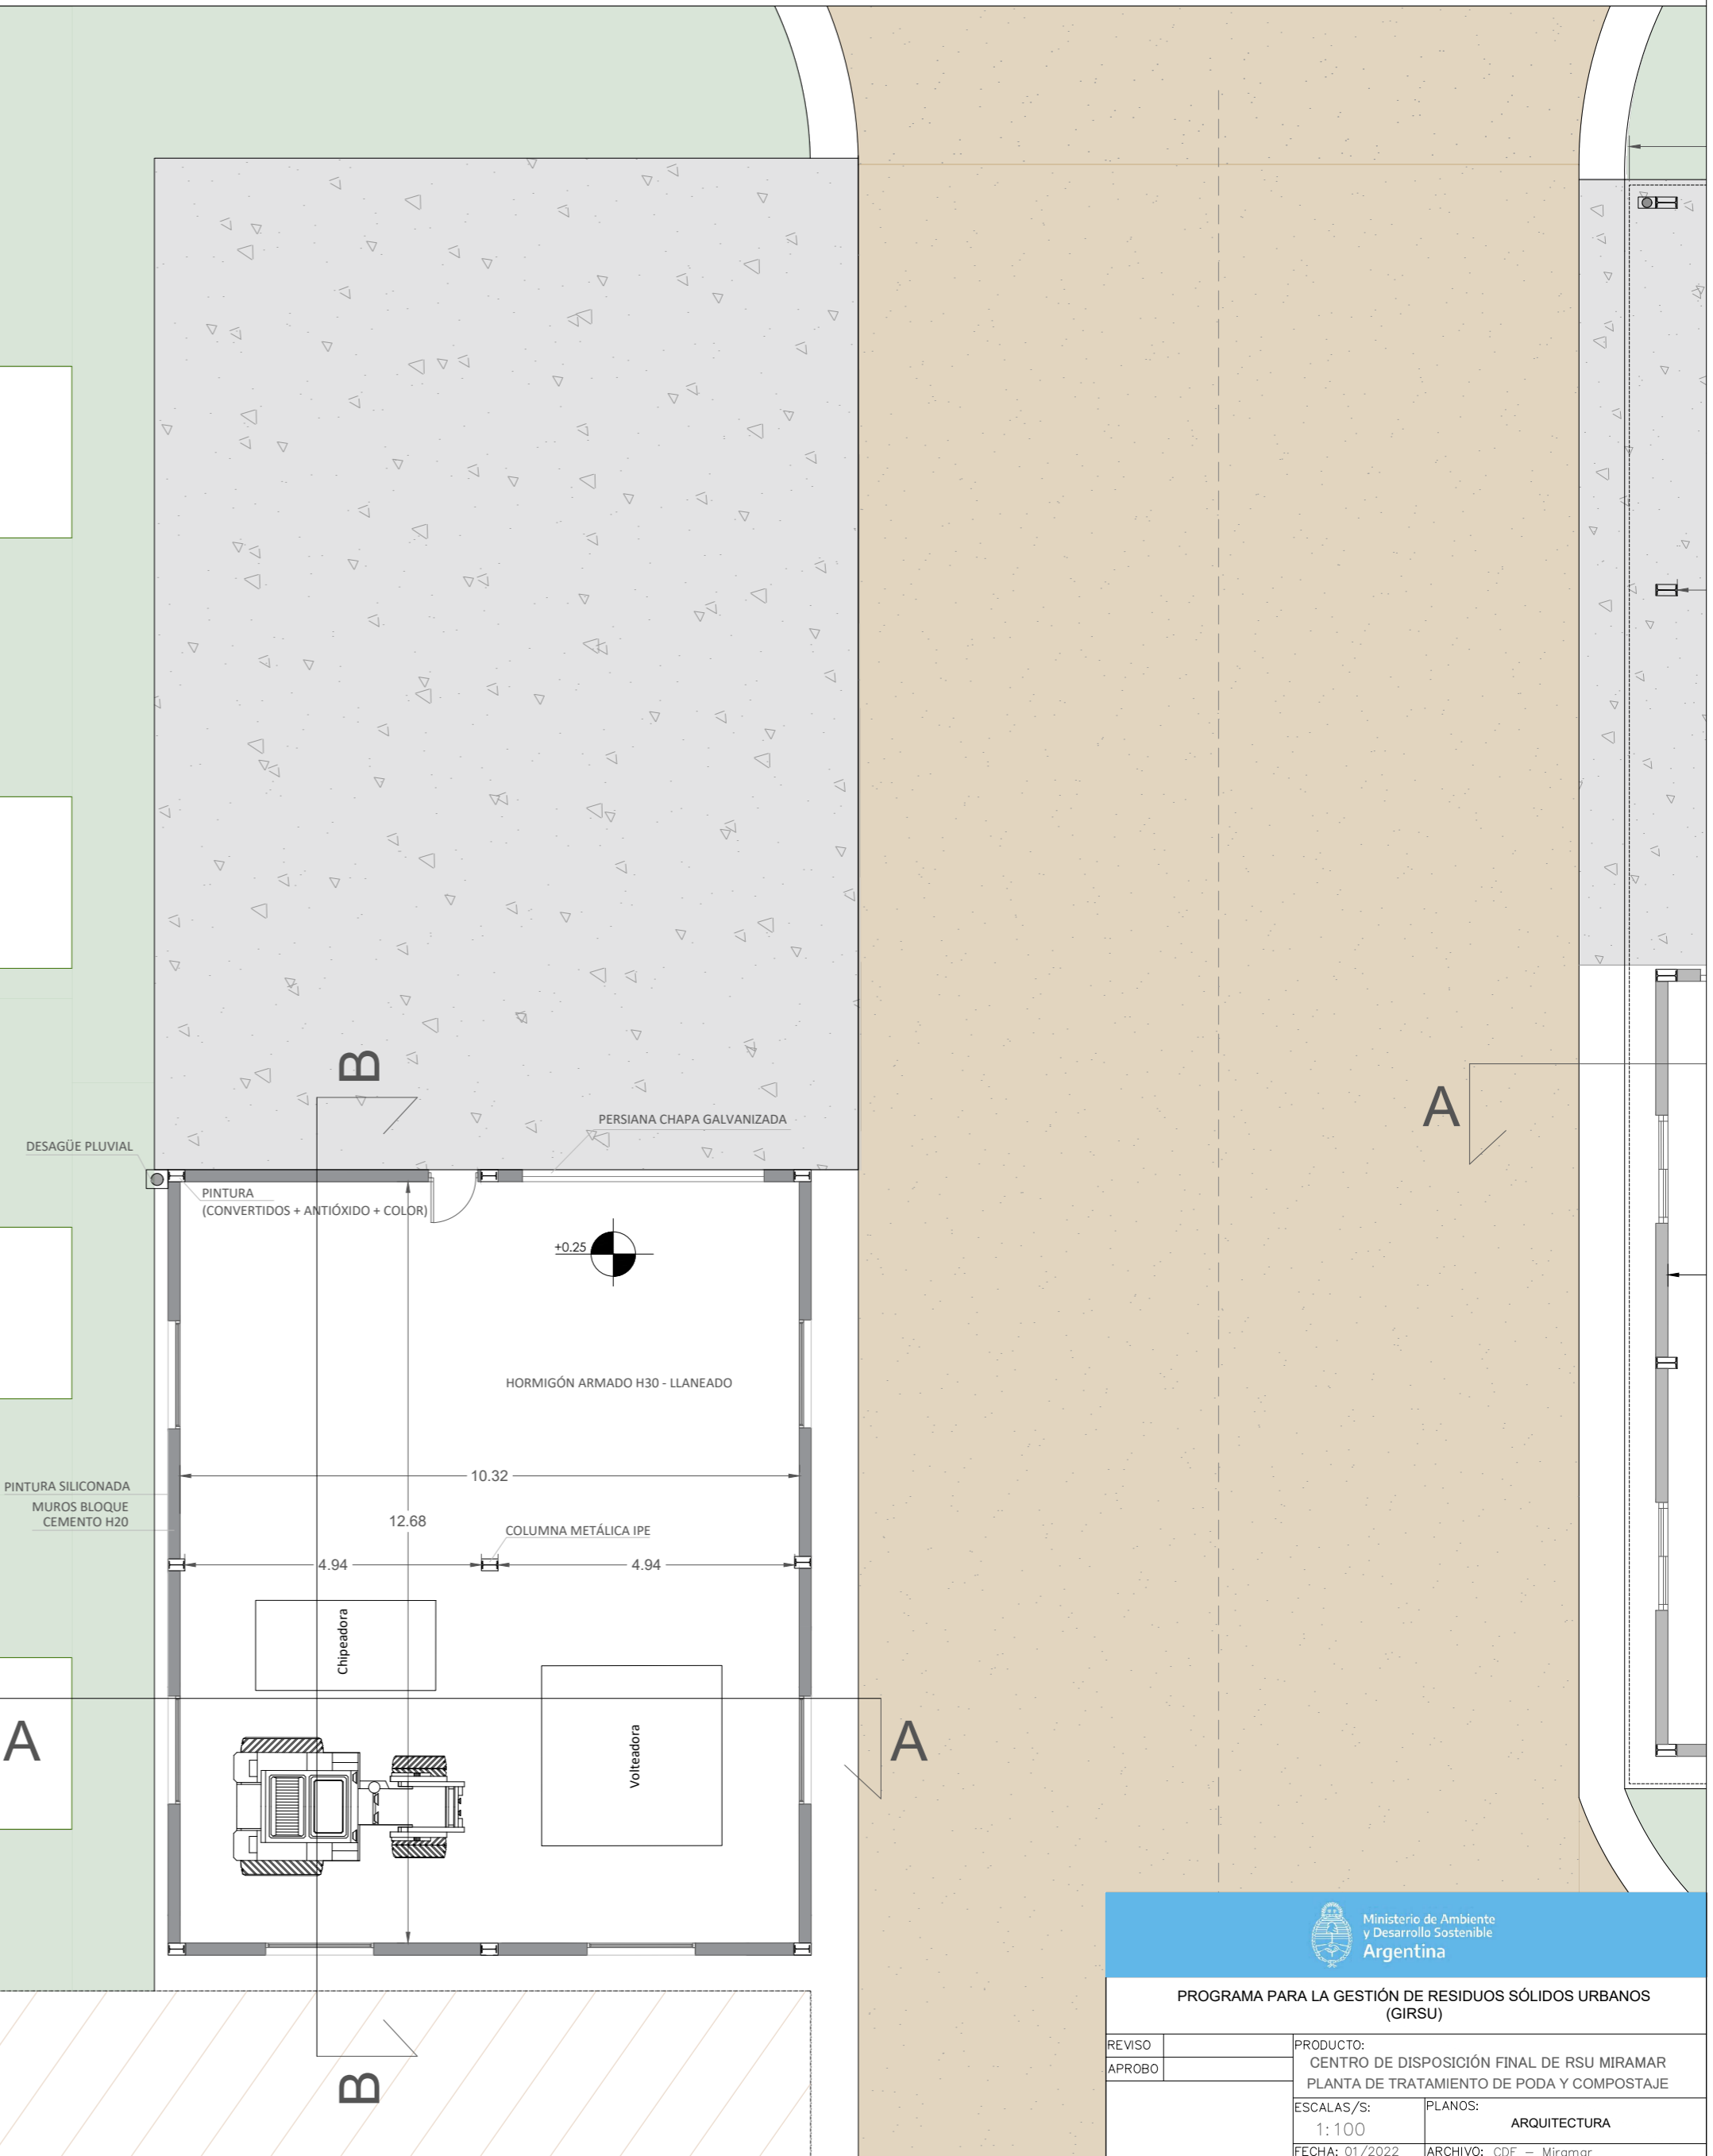 B
PERSIANA CHAPA GALVANIZADA
A
DESAGÜE PLUVIAL
PINTURA
(CONVERTIDOS + ANTIÓXIDO + COLOR)
+0.25
HORMIGÓN ARMADO H30 - LLANEADO
10.32
PINTURA SILICONADA
MUROS BLOQUE
CEMENTO H20
12.68
COLUMNA METÁLICA IPE
4.94
4.94
Chipeadora
Volteadora
A
A
B
Ministerio de Ambiente
y Desarrollo Sostenible
Argentina
PROGRAMA PARA LA GESTIÓN DE RESIDUOS SÓLIDOS URBANOS
(GIRSU)
REVISO
APROBO
PRODUCTO:
CENTRO DE DISPOSICIÓN FINAL DE RSU MIRAMAR
PLANTA DE TRATAMIENTO DE PODA Y COMPOSTAJE
ESCALAS/S:
1:100
PLANOS:
ARQUITECTURA
FECHA: 01/2022
ARCHIVO: CDF - Miramar